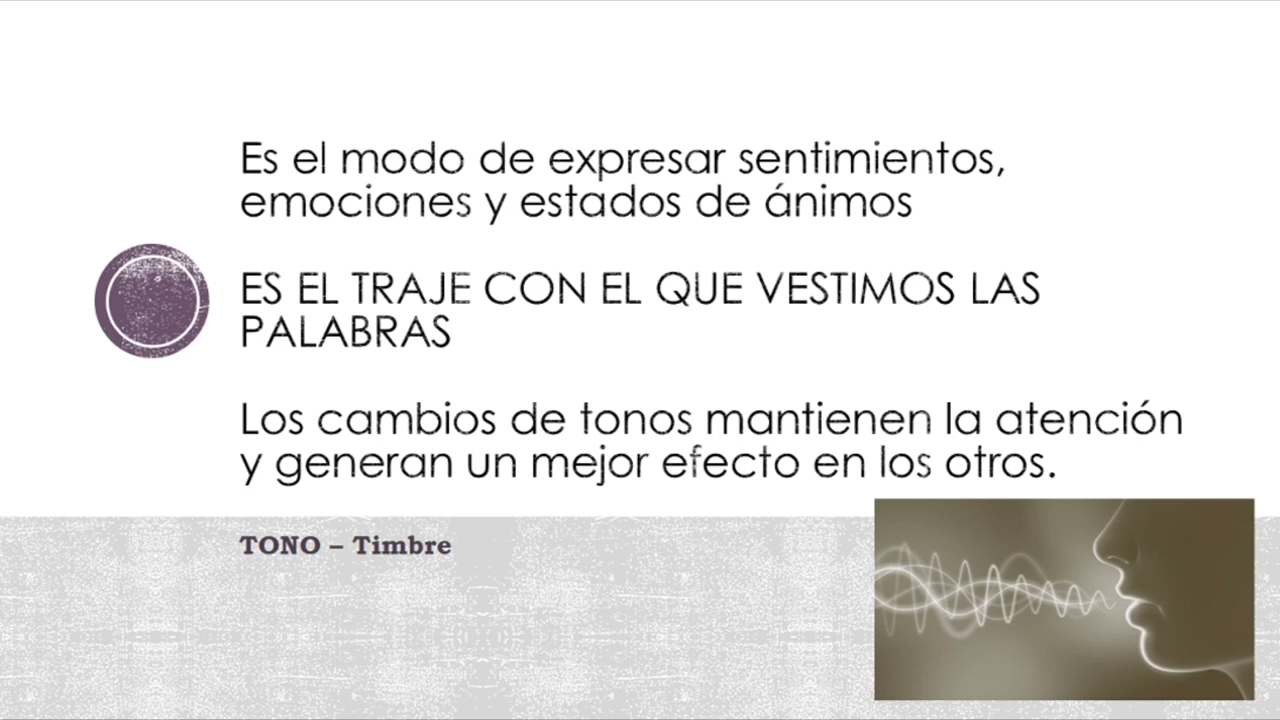 Es el modo de expresar sentimientos,
emociones y estados de ánimos
ES EL TRAJE CON EL QUE VESTIMOS LAS
PALABRAS
Los cambios de tonos mantienen la atención
y generan un mejor efecto en los otros.
TONO – Timbre